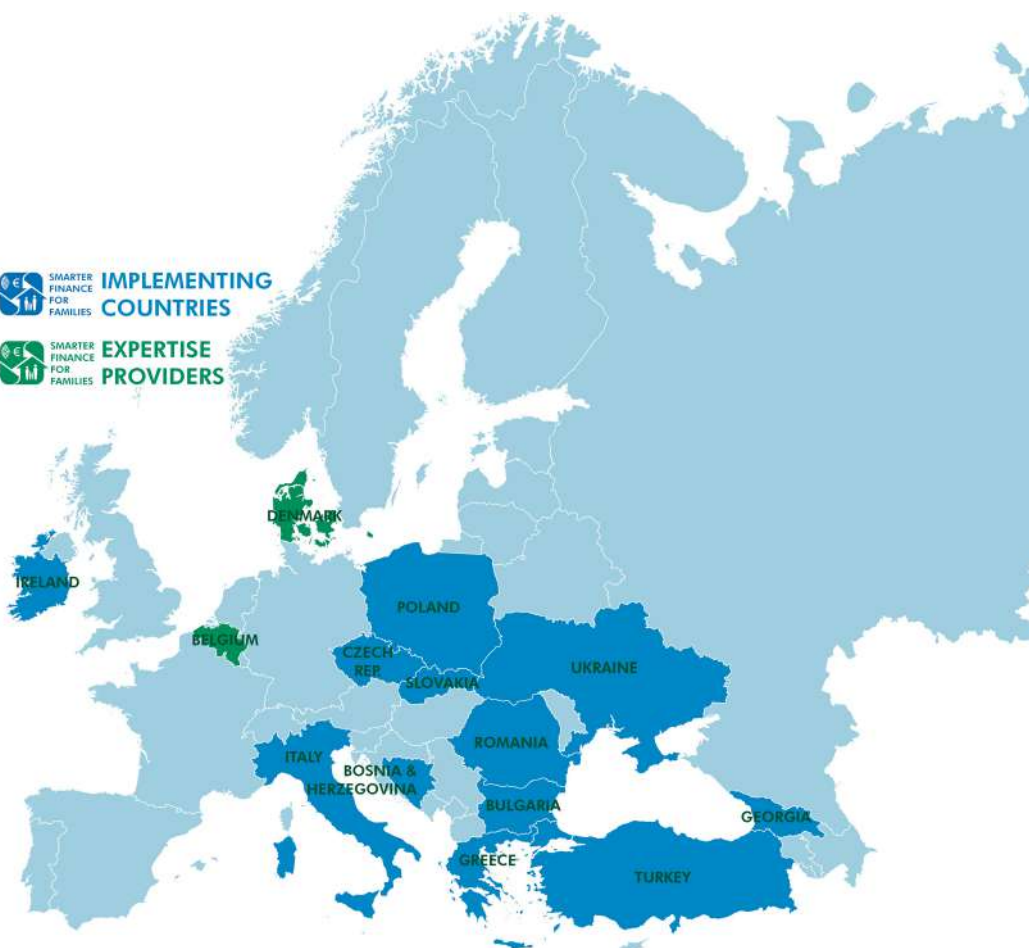 SMARTER
FINANCE
FOR
FAMILIES
IMPLEMENTING
COUNTRIES
SMARTER
FINANCE
FOR
FAMILIES
EXPERTISE
PROVIDERS
DENMARK
IRELAND
POLAND
BELGIUM
CZECH
REP
UKRAINE
SLOVAKIA
ROMANIA
ITALY
BOSNIA &
HERZEGOVINA
BULGARIA
GEORGIA
GREECE
TURKEY